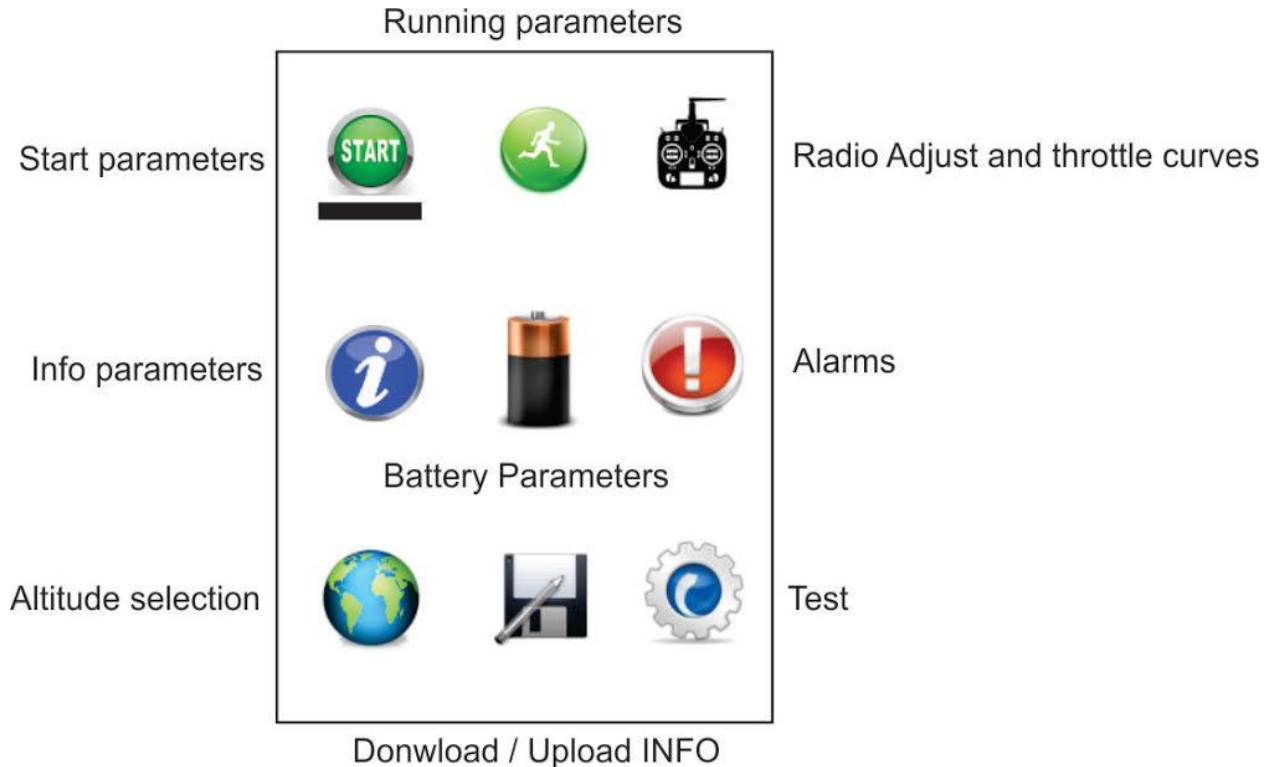 Running parameters
Start parameters
START
Radio Adjust and throttle curves
Info parameters
i
!
Alarms
Battery Parameters
Altitude selection
Test
Donwload / Upload INFO